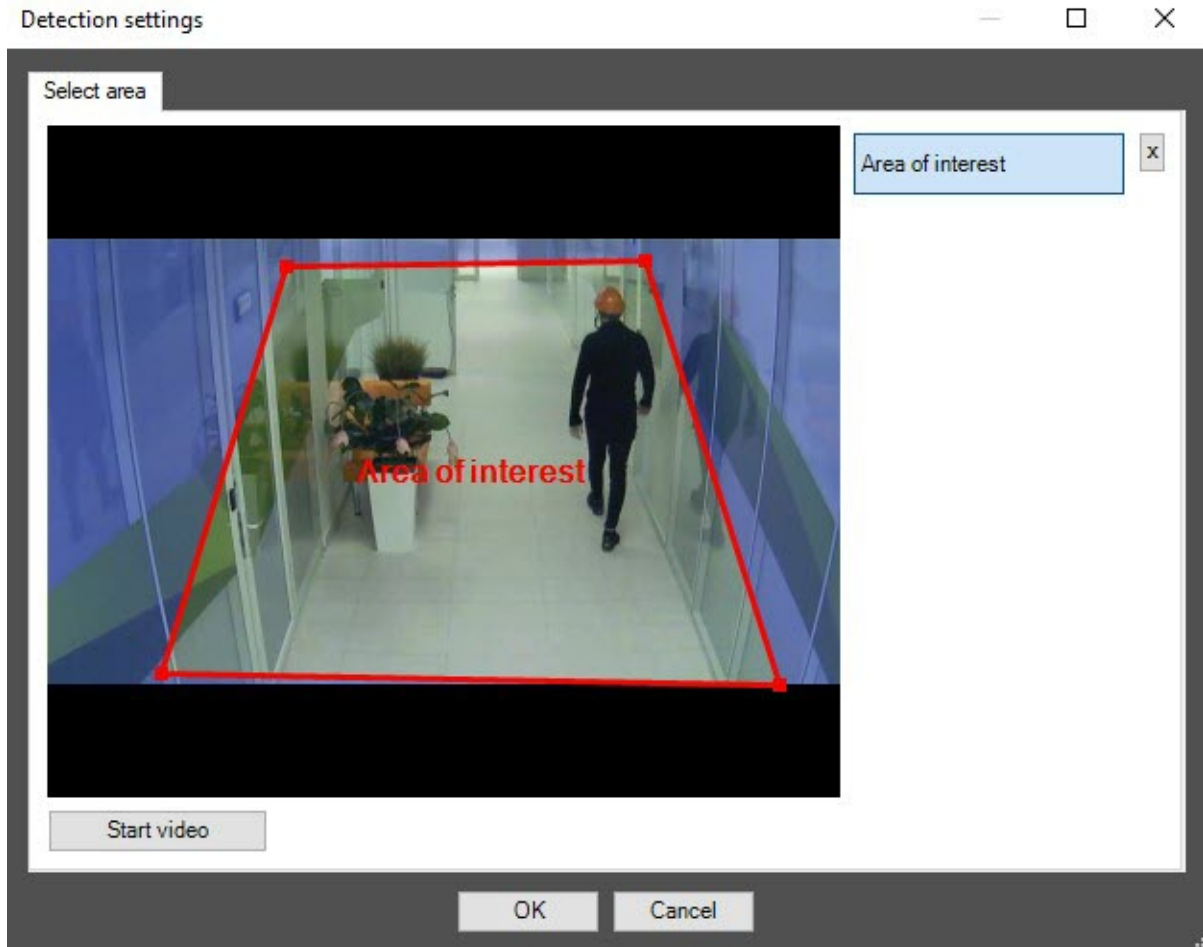 Detection settings
Select area
Area of interest
x
Area of interest
Start video
OK
Cancel